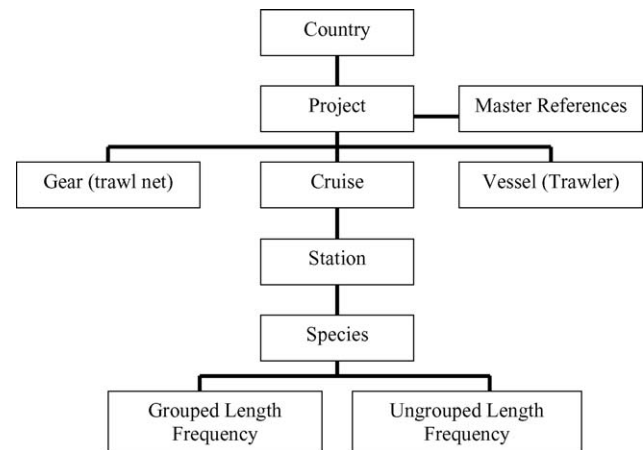 Country
Project
Master References
Gear (trawl net)
Cruise
Vessel (Trawler)
Station
Species
Grouped Length
Frequency
Ungrouped Length
Frequency